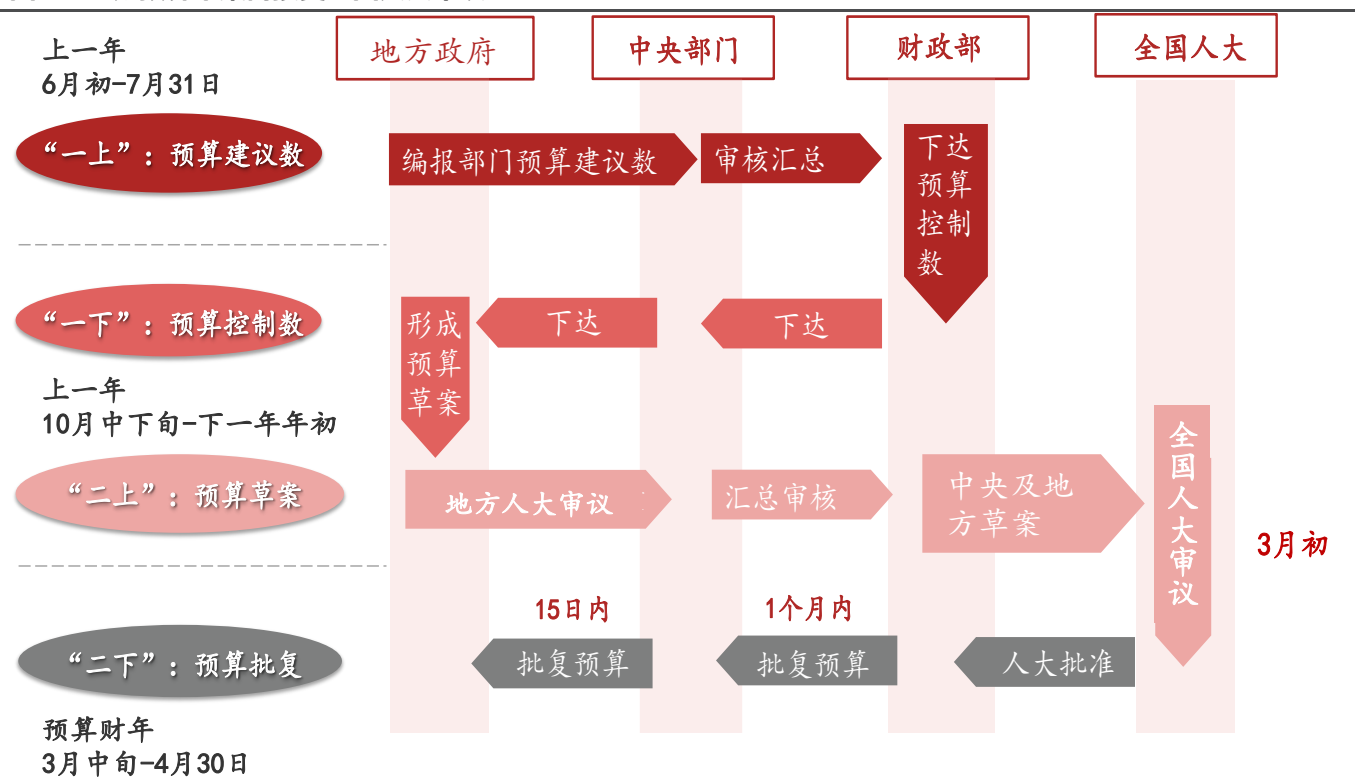 上一年
6月初-7月31日
地方政府
中央部门
财政部
全国人大
“一上”：预算建议数
编报部门预算建议数
审核汇总
下达
预算
控制
数
“一下”：预算控制数
形成
预算
草案
下达
下达
上一年
10月中下旬-下一年年初
“二上”：预算草案
地方人大审议
汇总审核
中央及地
方草案
全
国
人
大
审
议
3月初
15日内
1个月内
“二下”：预算批复
批复预算
批复预算
人大批准
预算财年
3月中旬-4月30日